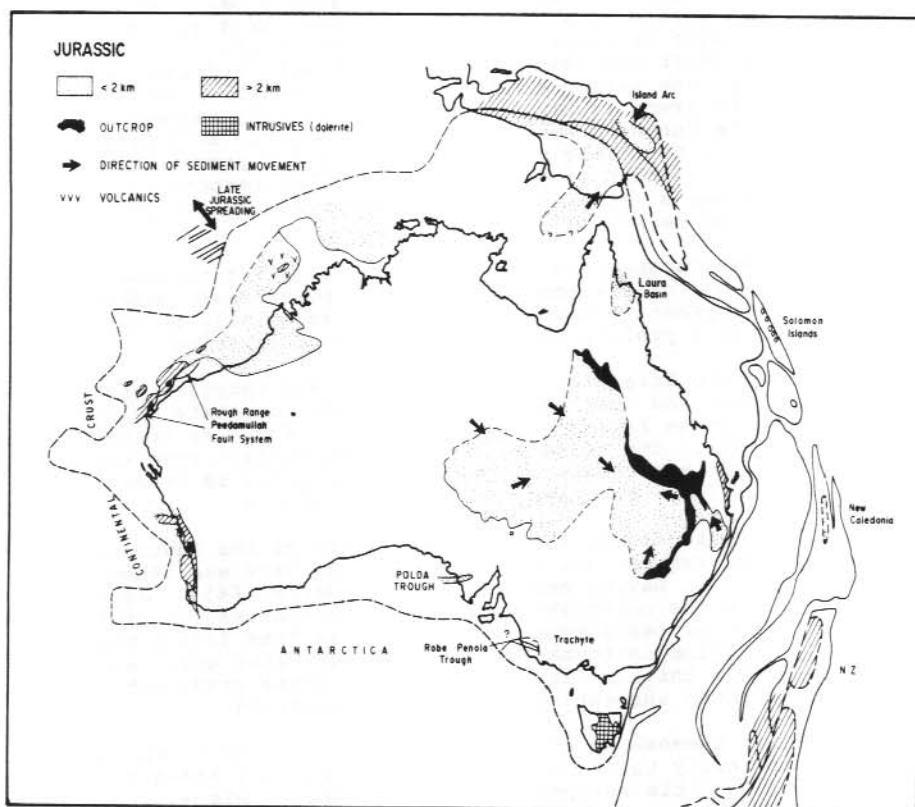 JURASSIC
< 2 km
> 2 km
OUTCROP
INTRUSIVES (dolerite)
DIRECTION OF SEDIMENT MOVEMENT
vvv VOLCANICS
LATE
JURASSIC
SPREADING
Island Arc
Laura
Basin
Solomon
Islands
CRUST
CONTINENTAL
Rough Range
Peedamullah
Fault System
New
Caledonia
POLDA
TROUGH
ANTARCTICA
?
Robe Penola
Trough
Trachyte
N Z